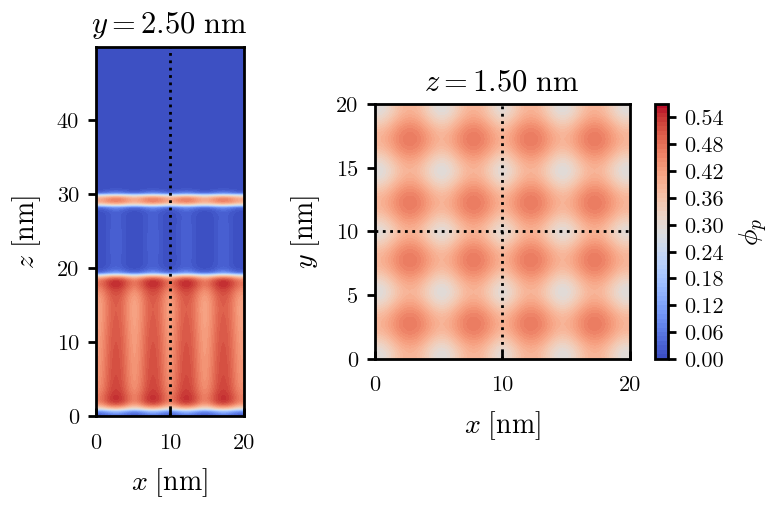 y = 2.50 nm
z [nm]
40
30
20
10
0
0 10 20
x [nm]
z = 1.50 nm
y [nm]
20
15
10
5
0
0 10 20
x [nm]
0.54
0.48
0.42
0.36
0.30
0.24
0.18
0.12
0.06
0.00
ϕ_p